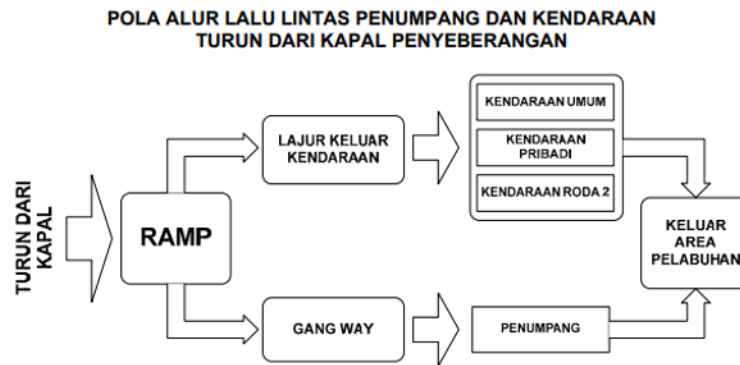 POLA ALUR LALU LINTAS PENUMPANG DAN KENDARAAN
TURUN DARI KAPAL PENYEBERANGAN
TURUN DARI
KAPAL
RAMP
LAJUR KELUAR
KENDARAAN
KENDARAAN UMUM
KENDARAAN
PRIBADI
KENDARAAN RODA 2
GANG WAY
PENUMPANG
KELUAR
AREA
PELABUHAN